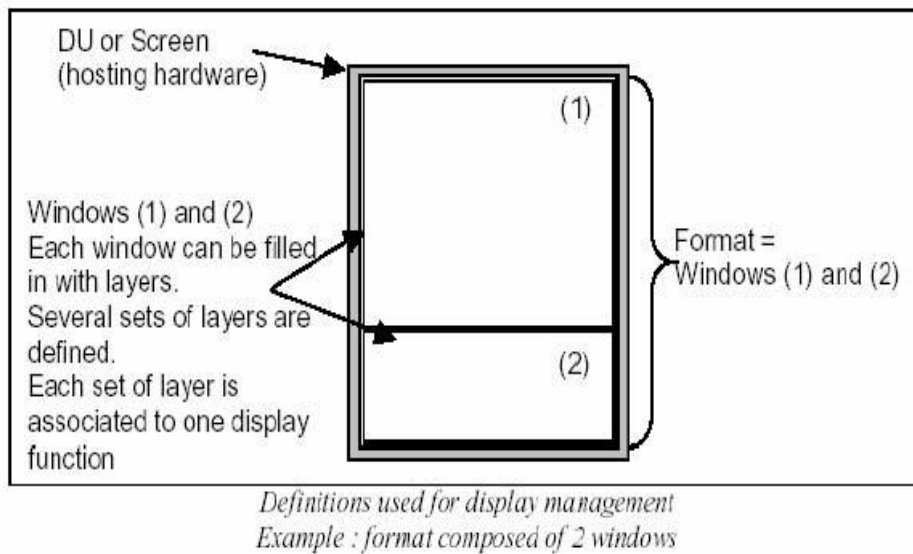 DU or Screen
(hosting hardware)
(1)
Windows (1) and (2)
Each window can be filled
in with layers.
Several sets of layers are
defined.
Each set of layer is
associated to one display
function
Format =
Windows (1) and (2)
(2)
Definitions used for display management
Example : format composed of 2 windows